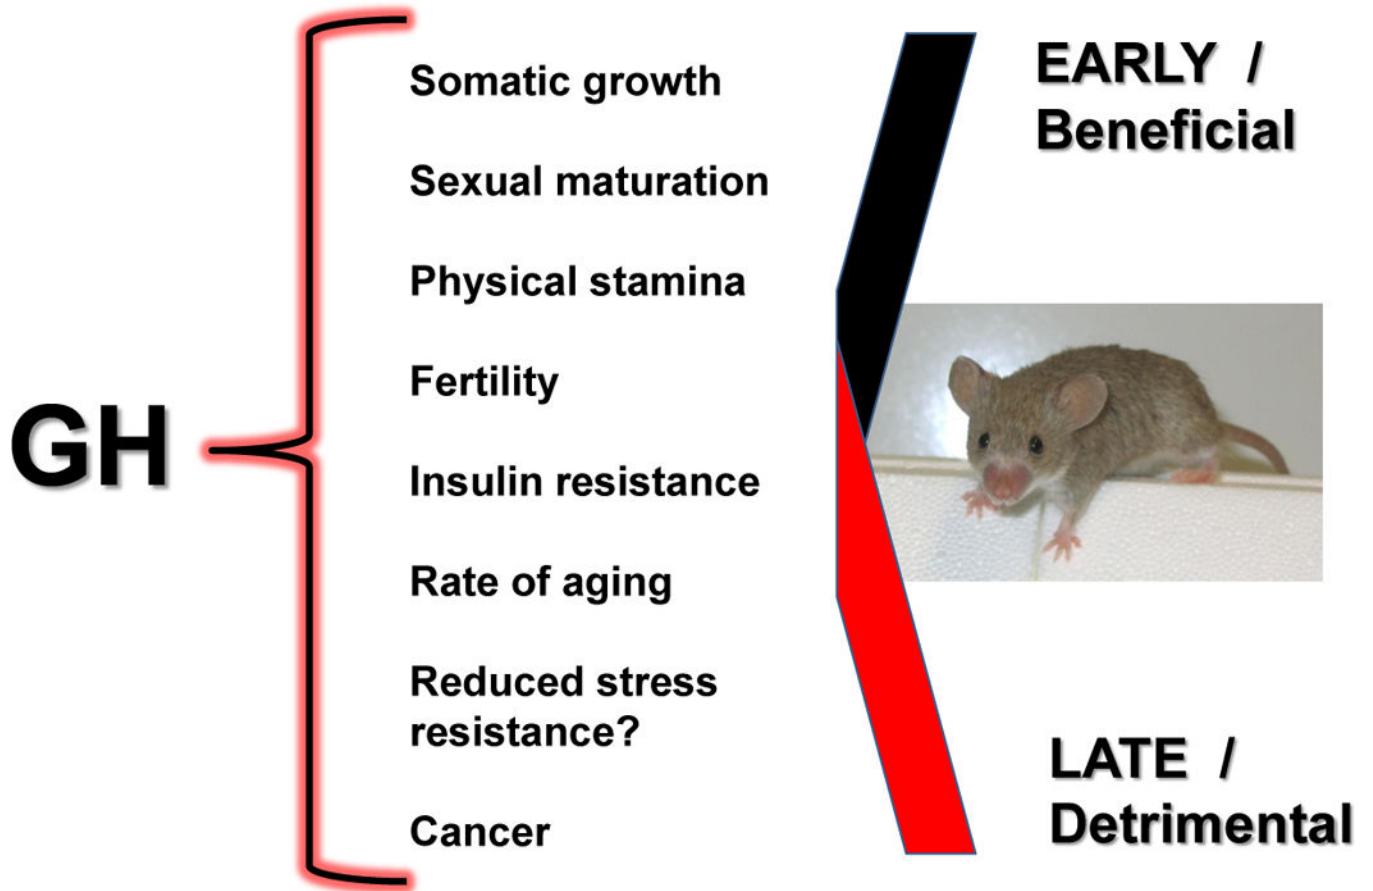 GH
Somatic growth
Sexual maturation
Physical stamina
Fertility
Insulin resistance
Rate of aging
Reduced stress
resistance?
Cancer
EARLY /
Beneficial
LATE /
Detrimental